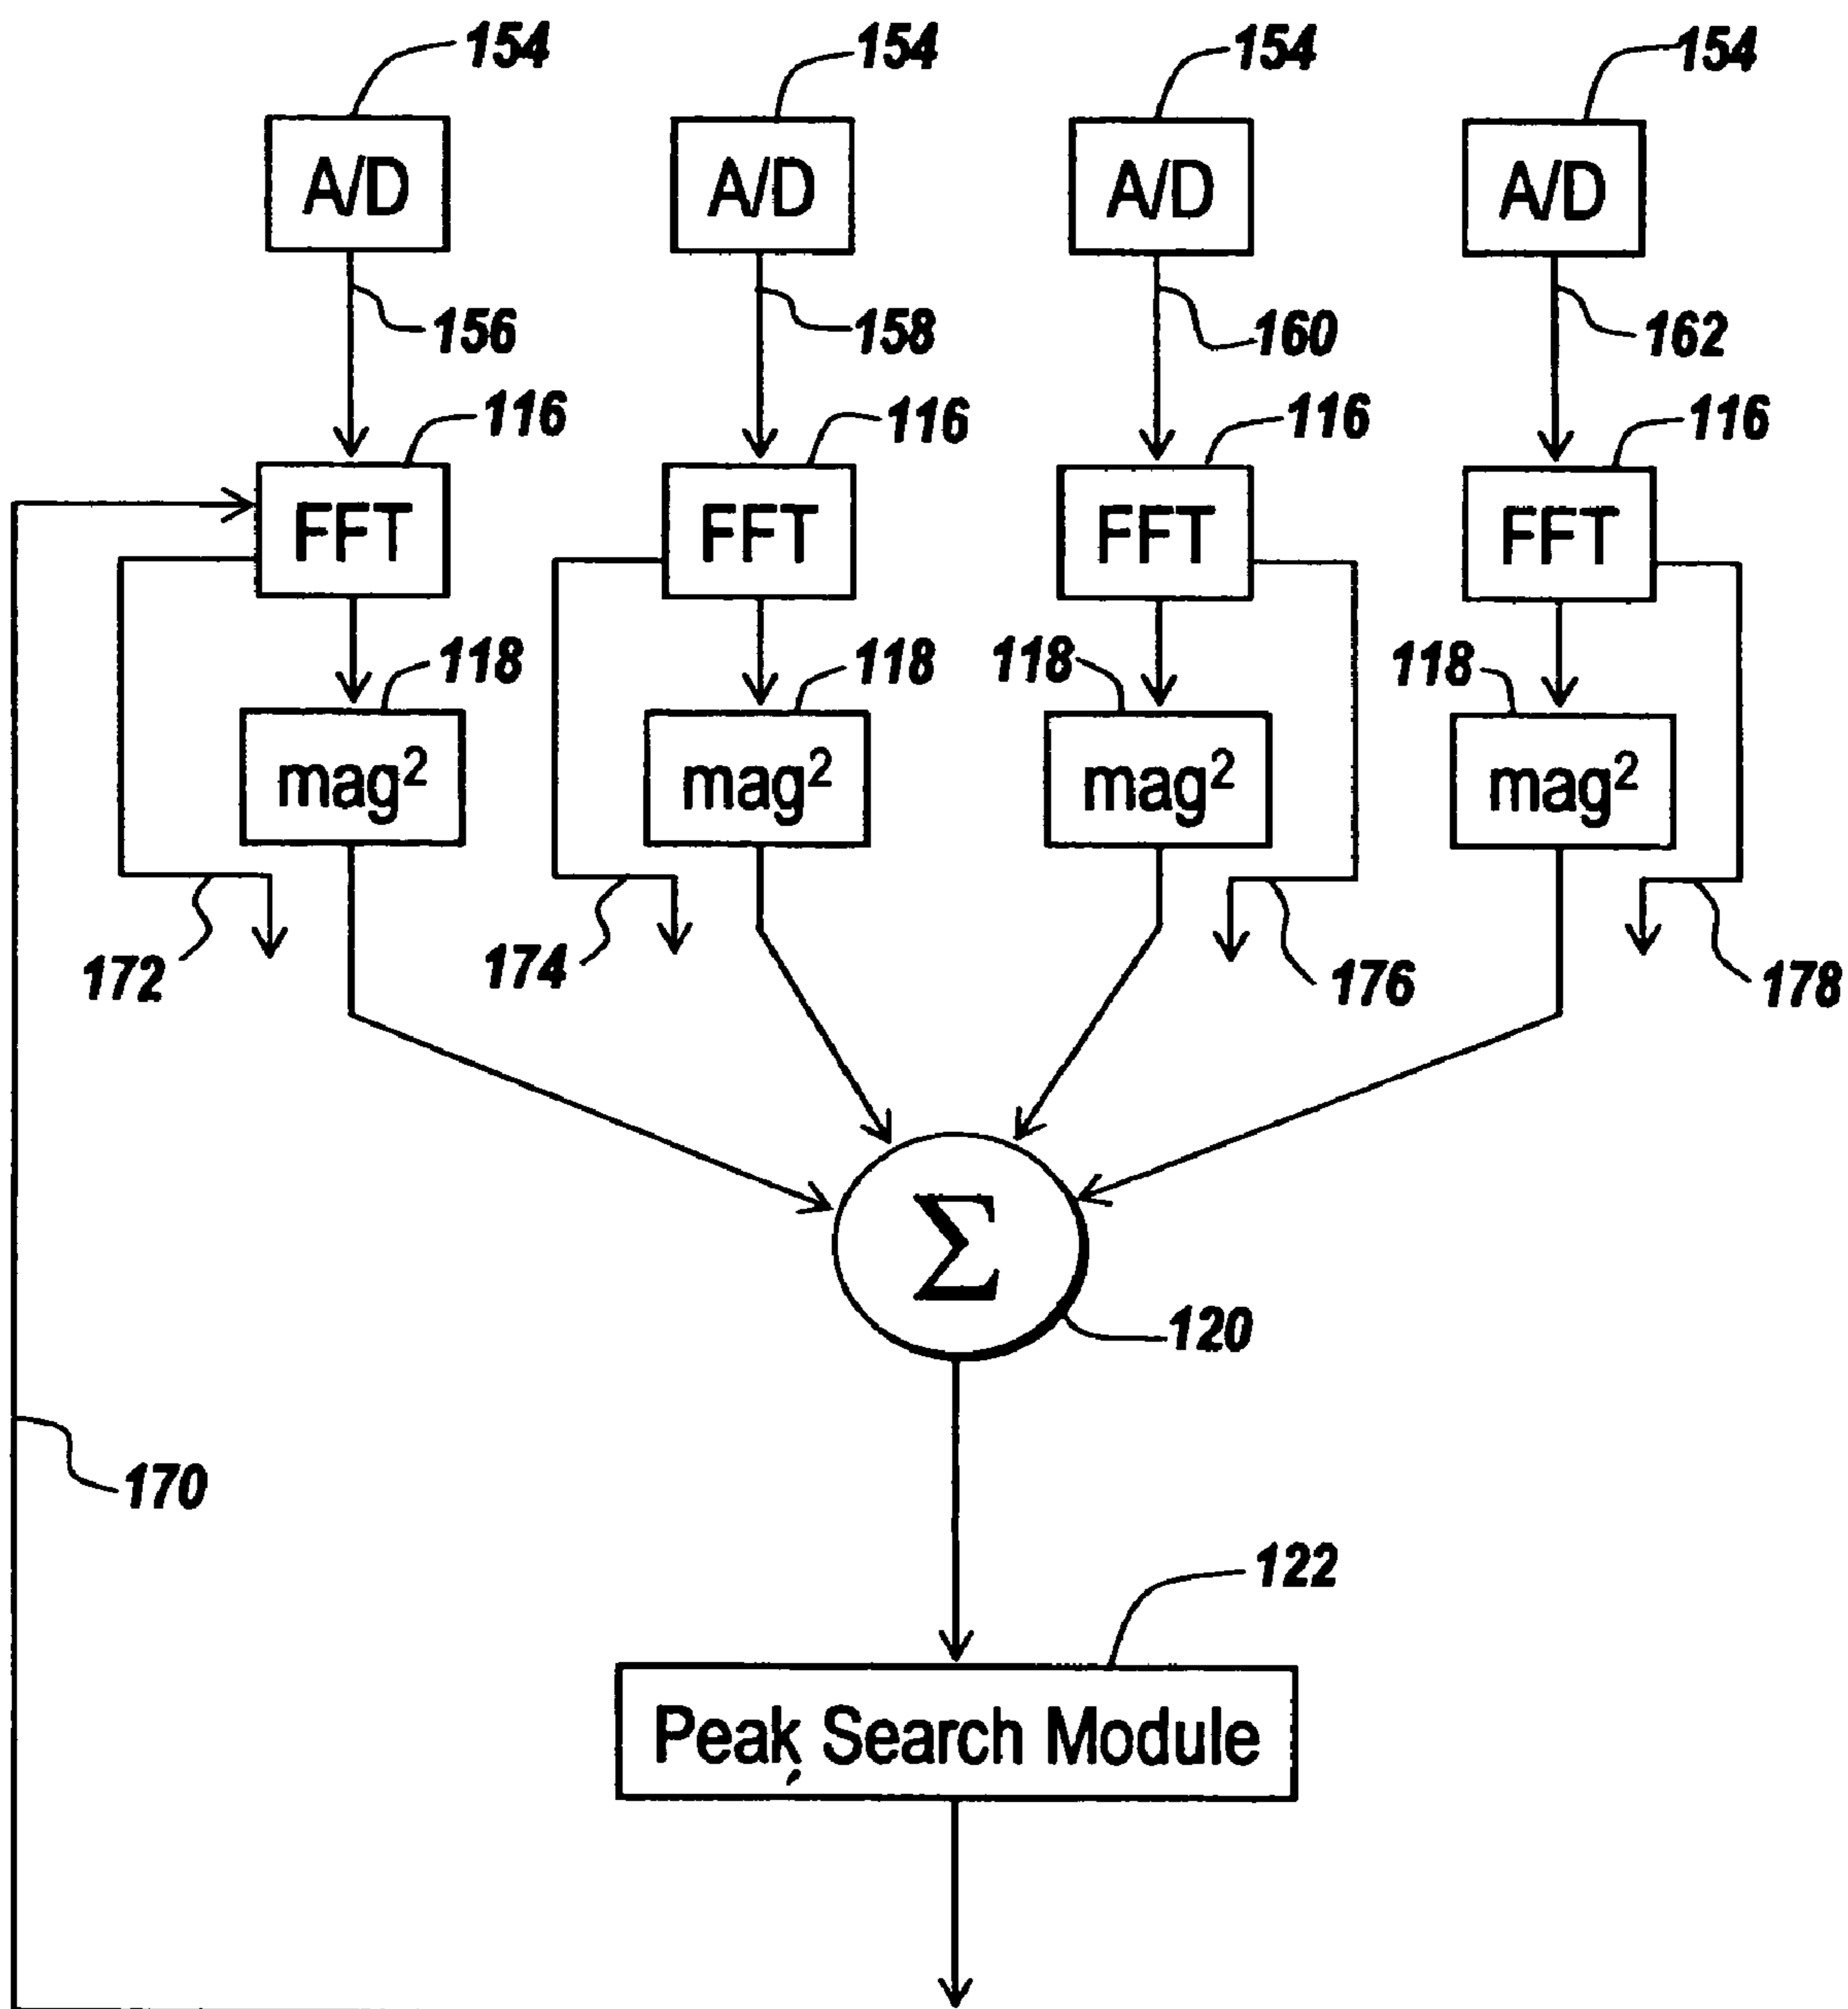 154 154 154 154
A/D A/D A/D A/D
156 158 160 162
116 116 116 116
FFT FFT FFT FFT
118 118 118 118
mag² mag² mag² mag²
172 174 176 178
Σ
120
170
122
Peak Search Module